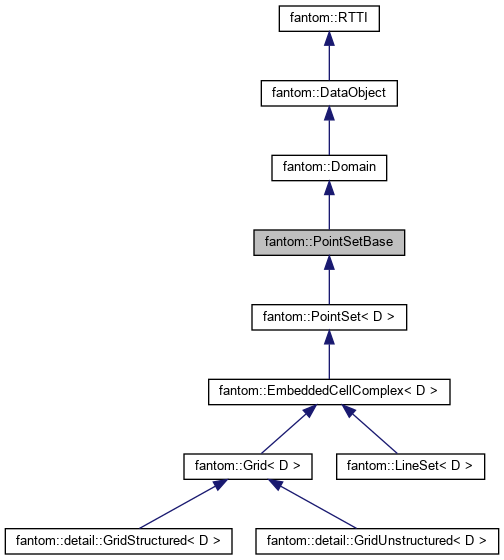 fantom::RTTI
fantom::DataObject
fantom::Domain
fantom::PointSetBase
fantom::PointSet< D >
fantom::EmbeddedCellComplex< D >
fantom::Grid< D >
fantom::LineSet< D >
fantom::detail::GridStructured< D >
fantom::detail::GridUnstructured< D >